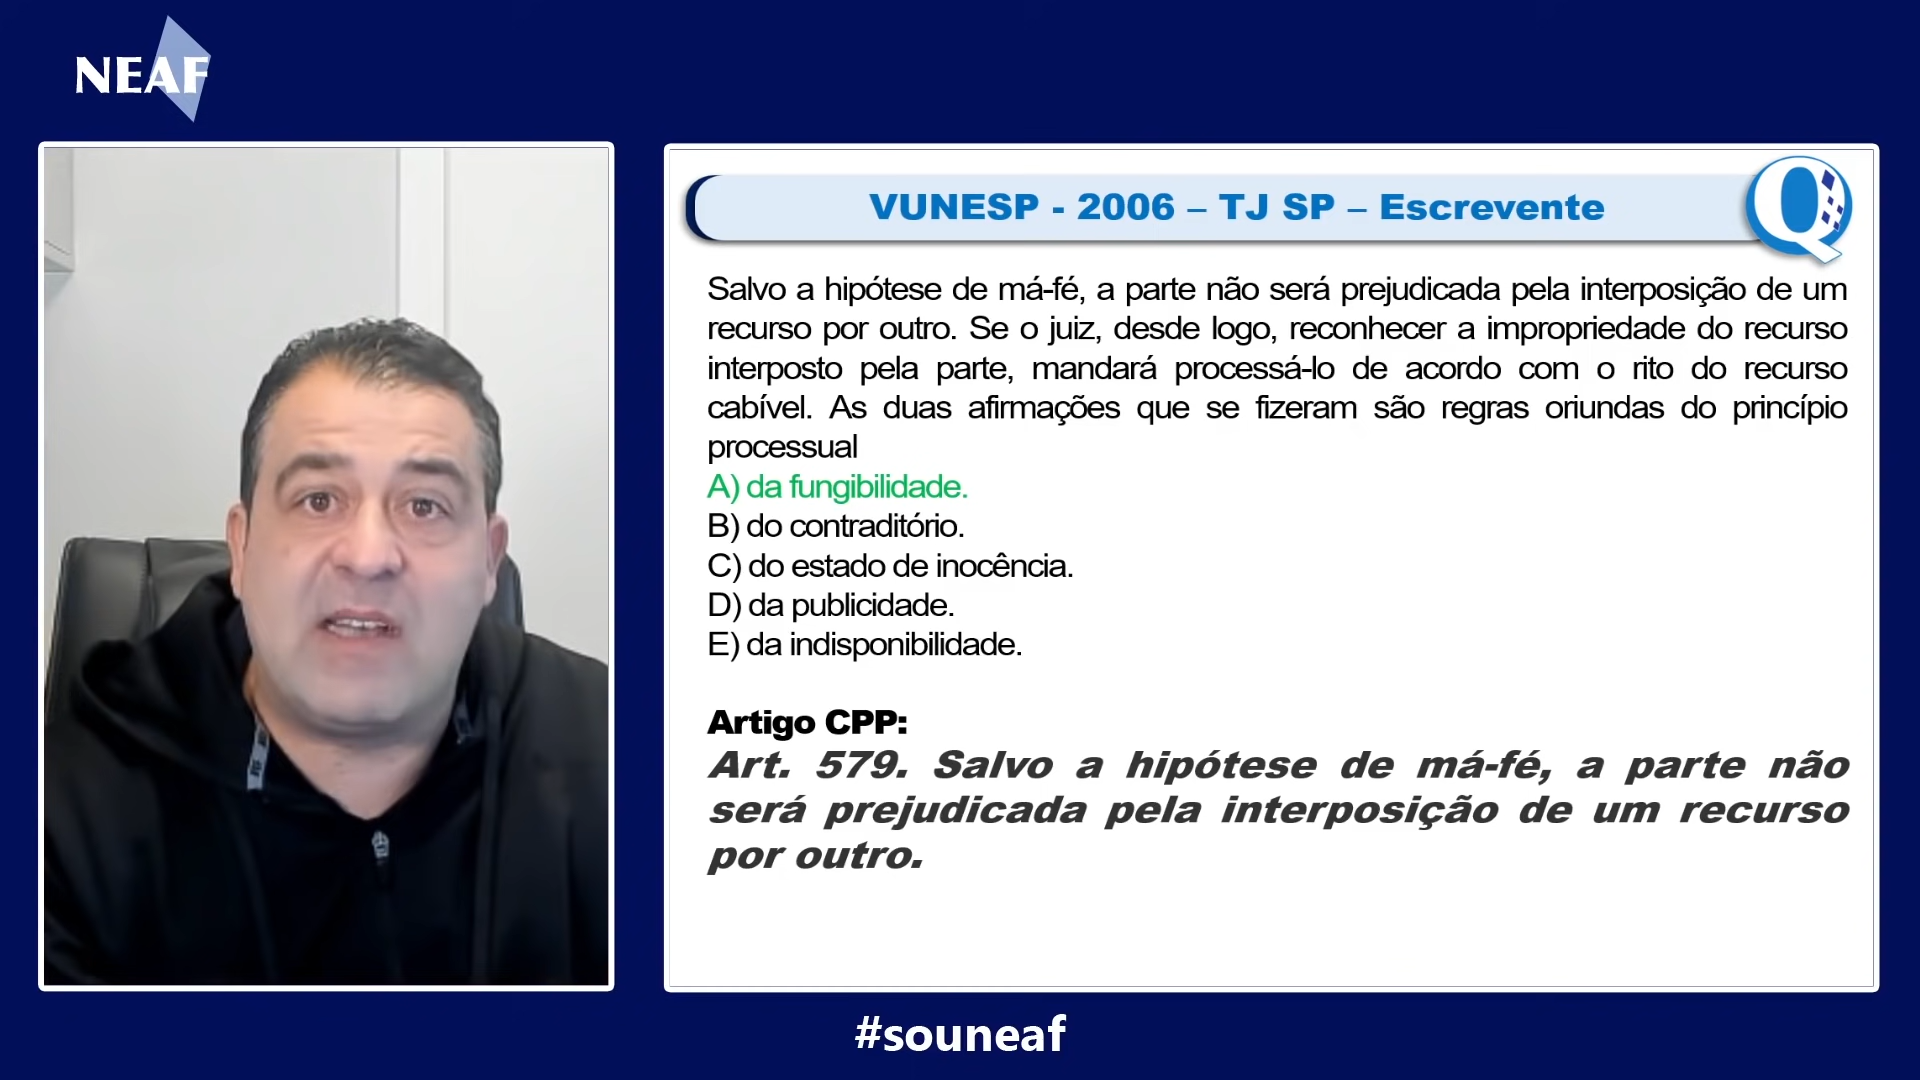 NEAF
VUNESP - 2006 – TJ SP – Escrevente
Q
Salvo a hipótese de má-fé, a parte não será prejudicada pela interposição de um
recurso por outro. Se o juiz, desde logo, reconhecer a impropriedade do recurso
interposto pela parte, mandará processá-lo de acordo com o rito do recurso
cabível. As duas afirmações que se fizeram são regras oriundas do princípio
processual
A) da fungibilidade.
B) do contraditório.
C) do estado de inocência.
D) da publicidade.
E) da indisponibilidade.
Artigo CPP:
Art. 579. Salvo a hipótese de má-fé, a parte não
será prejudicada pela interposição de um recurso
por outro.
#souneaf